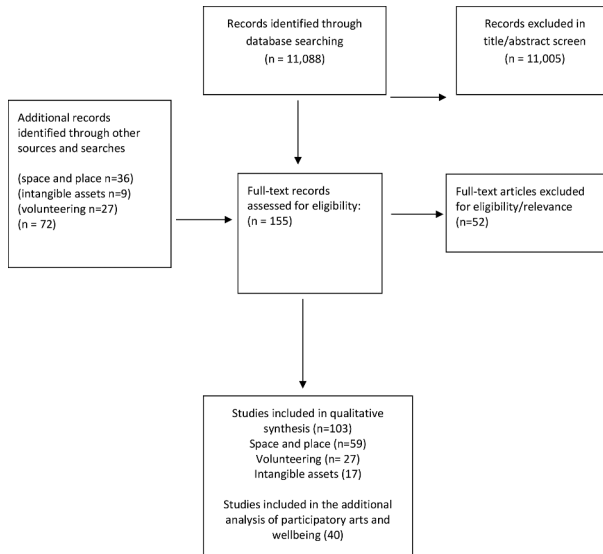 Records identified through
database searching
(n = 11,088)
Records excluded in
title/abstract screen
(n = 11,005)
Additional records
identified through other
sources and searches
(space and place n=36)
(intangible assets n=9)
(volunteering n=27)
(n = 72)
Full-text records
assessed for eligibility:
(n = 155)
Full-text articles excluded
for eligibility/relevance
(n=52)
Studies included in qualitative
synthesis (n=103)
Space and place (n=59)
Volunteering (n= 27)
Intangible assets (17)
Studies included in the additional
analysis of participatory arts and
wellbeing (40)